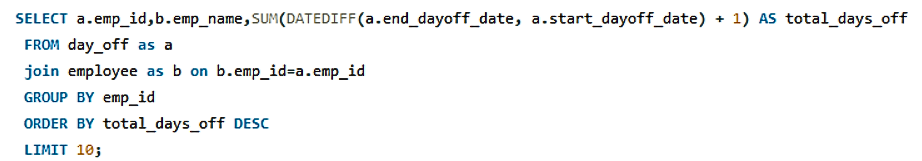 SELECT a.emp_id,b.emp_name,SUM(DATEDIFF(a.end_dayoff_date, a.start_dayoff_date) + 1) AS total_days_off
FROM day_off as a
join employee as b on b.emp_id=a.emp_id
GROUP BY emp_id
ORDER BY total_days_off DESC
LIMIT 10;